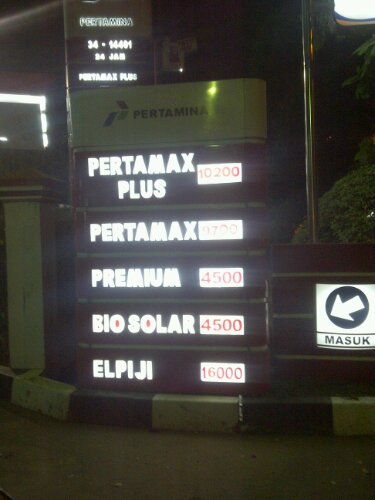 PERTAMINA
34-14401
24 JAM
PERTAMAX PLUS
PERTAMINA
PERTAMAX PLUS 10200
PERTAMAX 9700
PREMIUM 4500
BIO SOLAR 4500
ELPIJI 16000
MASUK